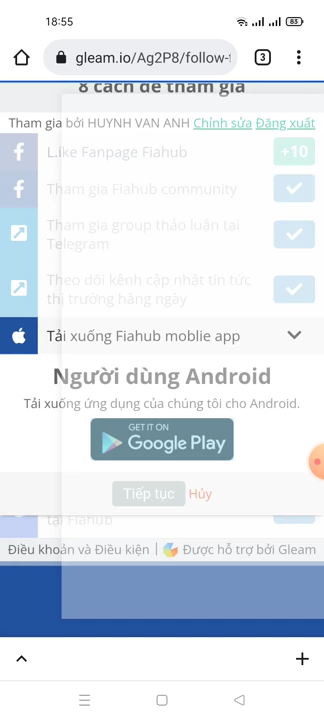 18:55
83
gleam.io/Ag2P8/follow-f
3
8 cách để tham gia
Tham gia bởi HUYNH VAN ANH Chỉnh sửa Đăng xuất
Like Fanpage Fiahub
+10
Tham gia Fiahub community
Tham gia group thảo luận tại
Telegram
Theo dõi kênh cập nhật tin tức
thị trường hàng ngày
Tải xuống Fiahub moblie app
Người dùng Android
Tải xuống ứng dụng của chúng tôi cho Android.
GET IT ON
Google Play
Tiếp tục Hủy
tại Fiahub
Điều khoản và Điều kiện | Được hỗ trợ bởi Gleam